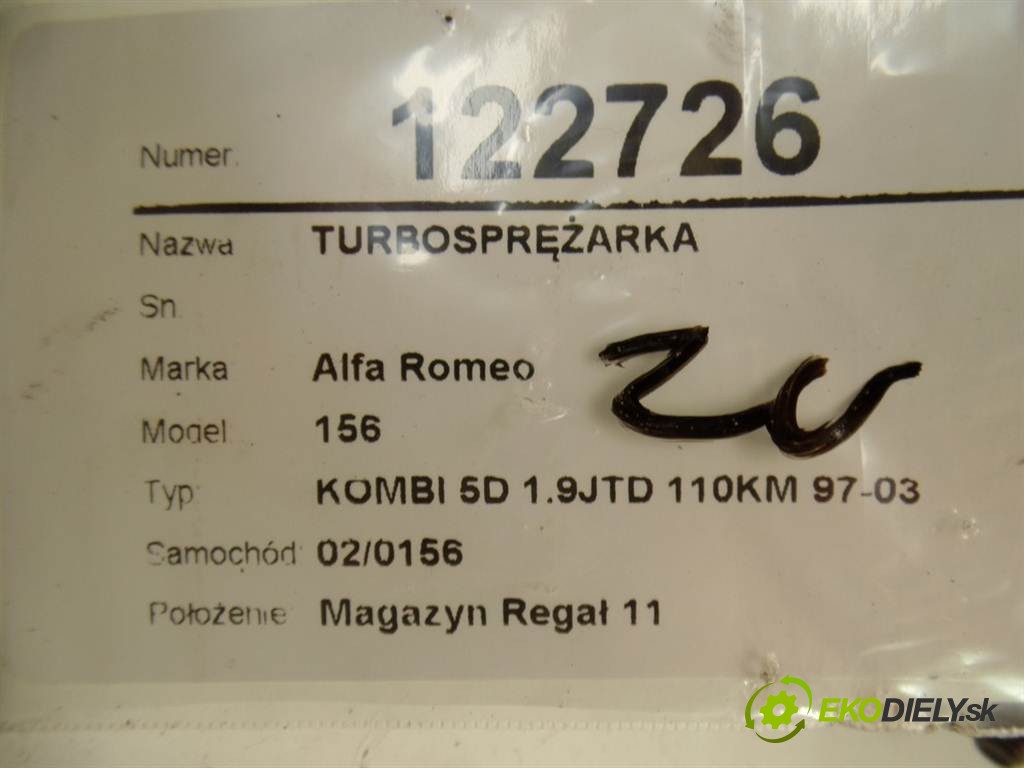 Numer: 122726
Nazwa TURBOSPRĘŻARKA
Sn.
Marka Alfa Romeo
Model 156
Typ: KOMBI 5D 1.9JTD 110KM 97-03
Samochód: 02/0156
Położenie Magazyn Regał 11
EKODIELY.sk